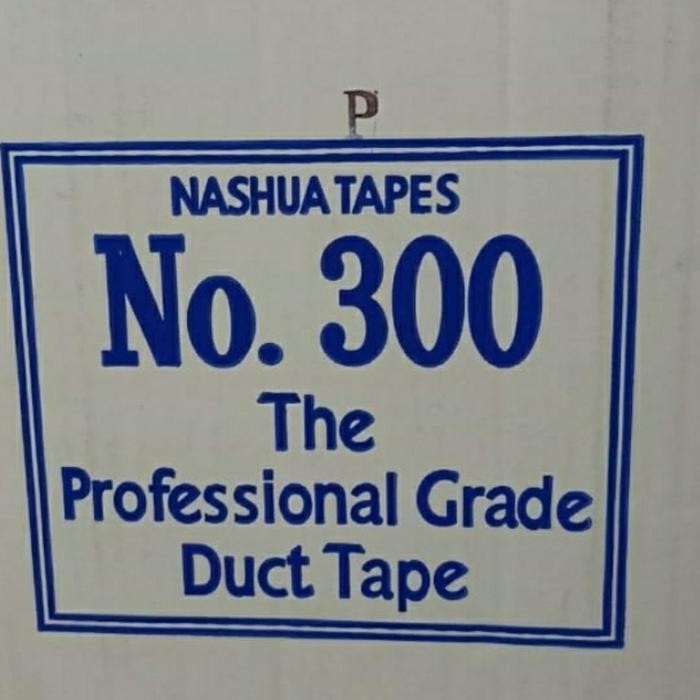 P
NASHUA TAPES
No. 300
The
Professional Grade
Duct Tape